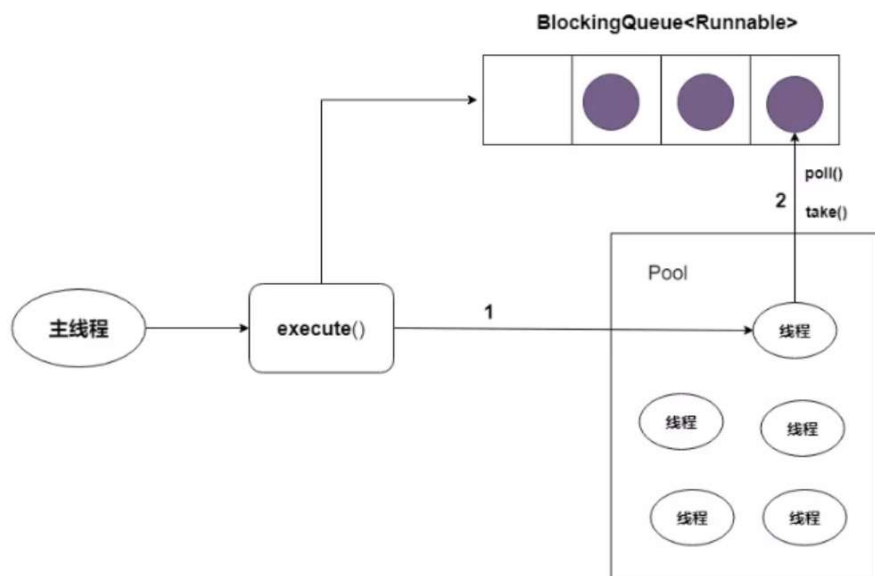 BlockingQueue<Runnable>
poll()
2
take()
Pool
主线程
execute()
1
线程
线程
线程
线程
线程